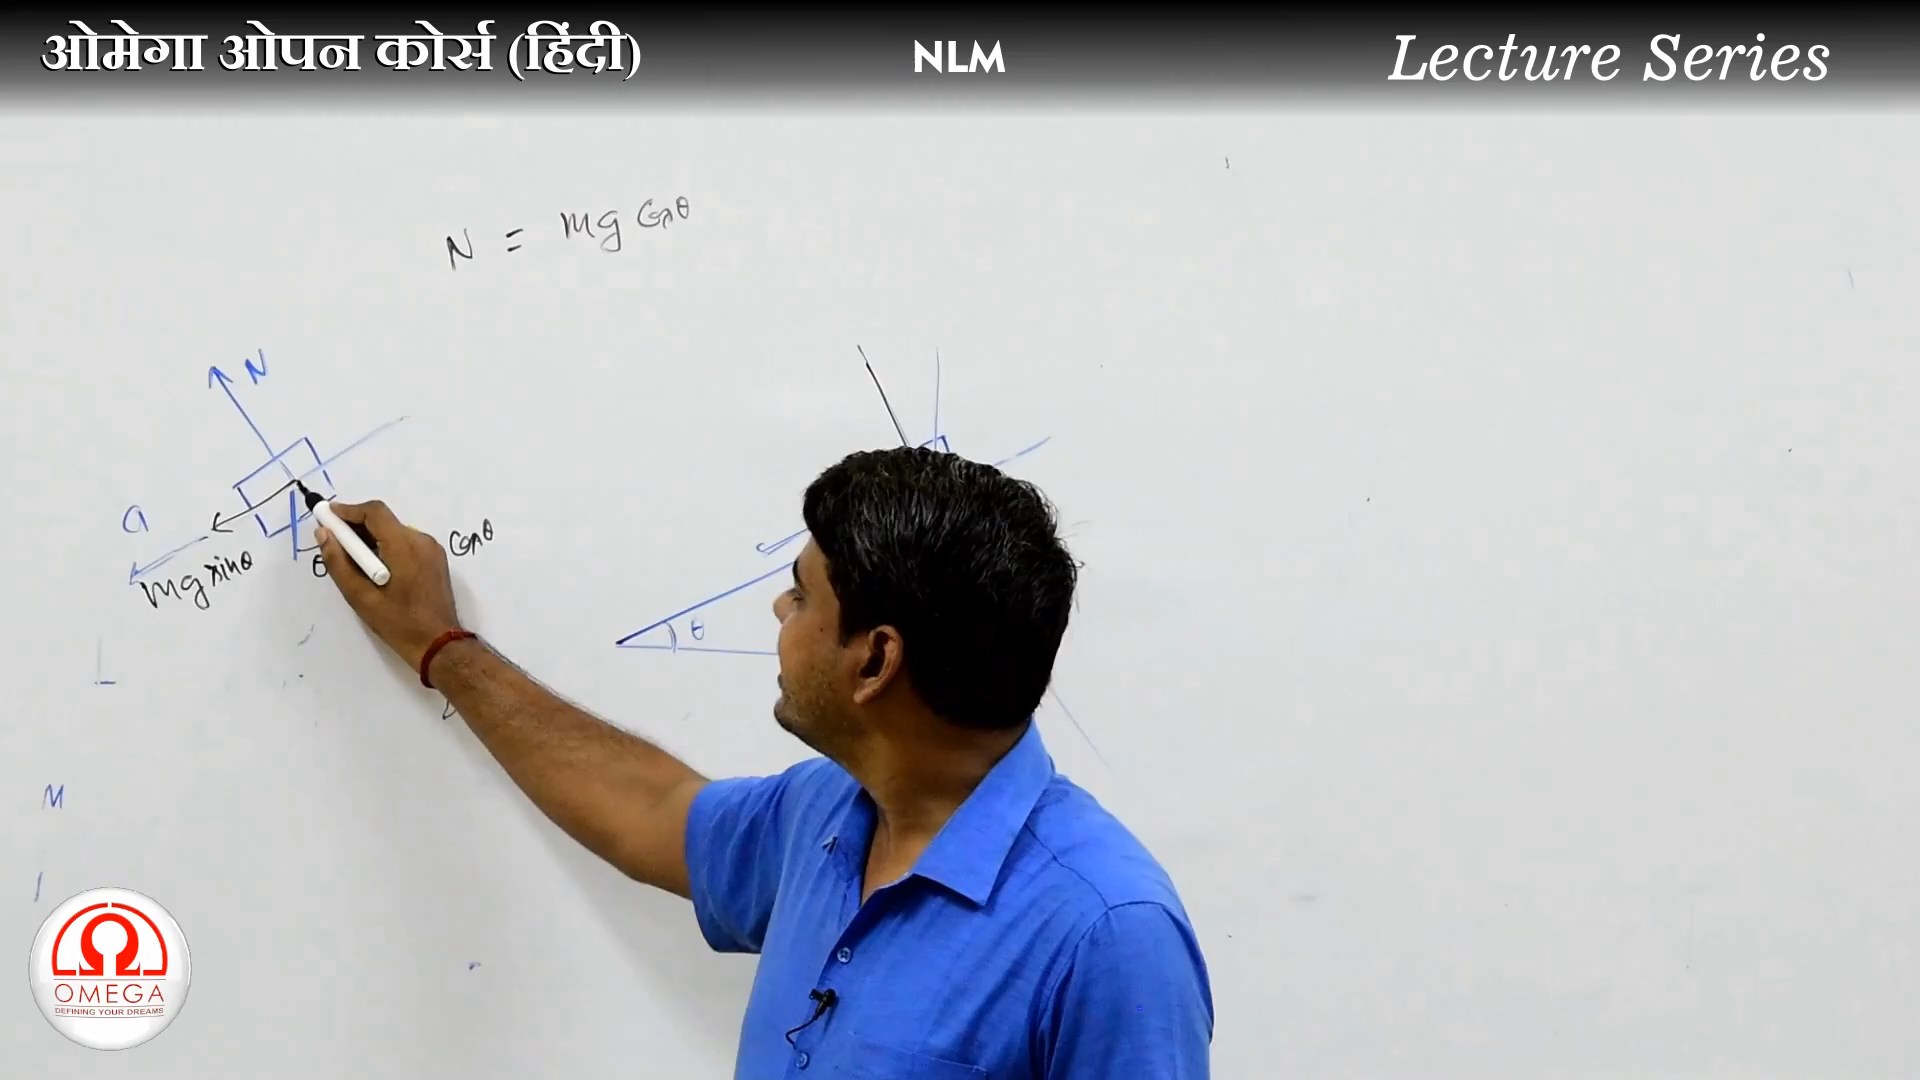 ओमेगा ओपन कोर्स (हिंदी)
NLM
Lecture Series
N = mg Cosθ
N
a
mg sinθ
θ
Cosθ
θ
L
M
OMEGA
DEFINING YOUR DREAMS